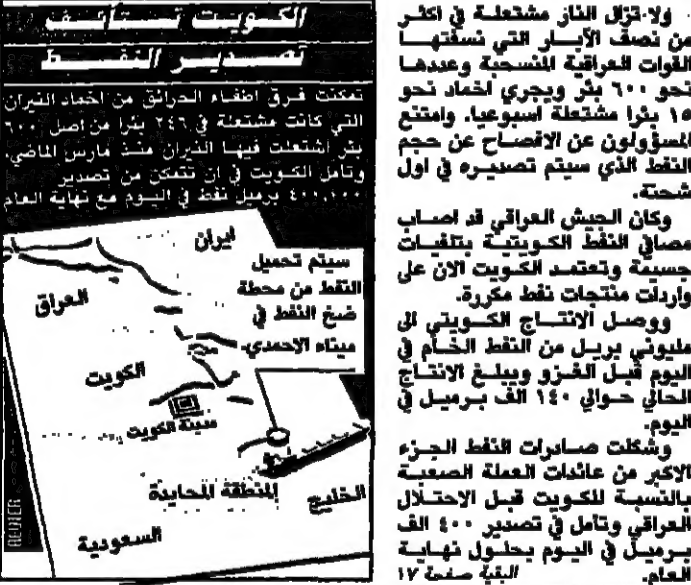 ولا تزال النار مشتعلة في اكثر
من نصف الآبار التي نسفتها
القوات العراقية المنسحبة وعددها
نحو ٦٠٠ بئر ويجري اخماد نحو
١٥ بئرا مشتعلة اسبوعيا. وامتنع
المسؤولون عن الافصاح عن حجم
النفط الذي سيتم تصديره في اول
شحنة.
وكان الجيش العراقي قد اصاب
مصافي النفط الكويتية بتلفيات
جسيمة وتعتمد الكويت الان على
واردات منتجات نفط مكررة.
ووصل الانتاج الكويتي الى
مليوني بريل من النفط الخام في
اليوم قبل الغزو ويبلغ الانتاج
الحالي حوالي ١٤٠ الف برميل في
اليوم.
وشكلت صادرات النفط الجزء
الاكبر من عائدات العملة الصعبة
بالنسبة للكويت قبل الاحتلال
العراقي وتأمل في تصدير ٤٠٠ الف
برميل في اليوم بحلول نهاية
العام. البقية صفحة ١٧
الكويت تستأنف
تصدير النفط
تمكنت فرق اطفاء الحرائق من اخماد النيران
التي كانت مشتعلة في ٢٤٦ بئرا من اصل ٦٠٠
بئر اشتعلت فيها النيران منذ مارس الماضي.
وتأمل الكويت في ان تتمكن من تصدير
٤٠٠,٠٠٠ برميل نفط في اليوم مع نهاية العام
ايران
سيتم تحميل
النفط من محطة
ضخ النفط في
ميناء الاحمدي.
العراق
الكويت
مدينة الكويت
المنطقة المحايدة
الخليج
السعودية
REUTER